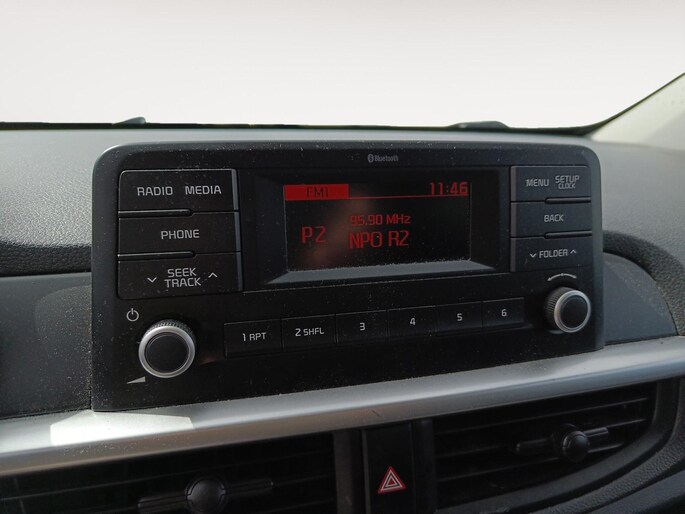 Bluetooth
RADIO MEDIA
PHONE
SEEK
TRACK
FM1 11:46
99.90 MHz
P2 NPO R2
MENU SETUP
CLOCK
BACK
FOLDER
1 RPT 2 SHFL 3 4 5 6